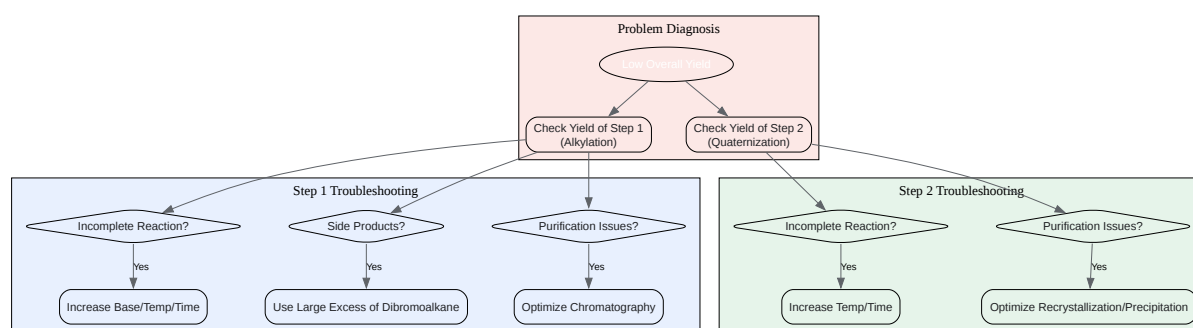 Problem Diagnosis
Low Overall Yield
Check Yield of Step 1
(Alkylation)
Check Yield of Step 2
(Quaternization)
Step 1 Troubleshooting
Step 2 Troubleshooting
Incomplete Reaction?
Side Products?
Purification Issues?
Incomplete Reaction?
Purification Issues?
Yes
Yes
Yes
Yes
Yes
Increase Base/Temp/Time
Use Large Excess of Dibromoalkane
Optimize Chromatography
Increase Temp/Time
Optimize Recrystallization/Precipitation